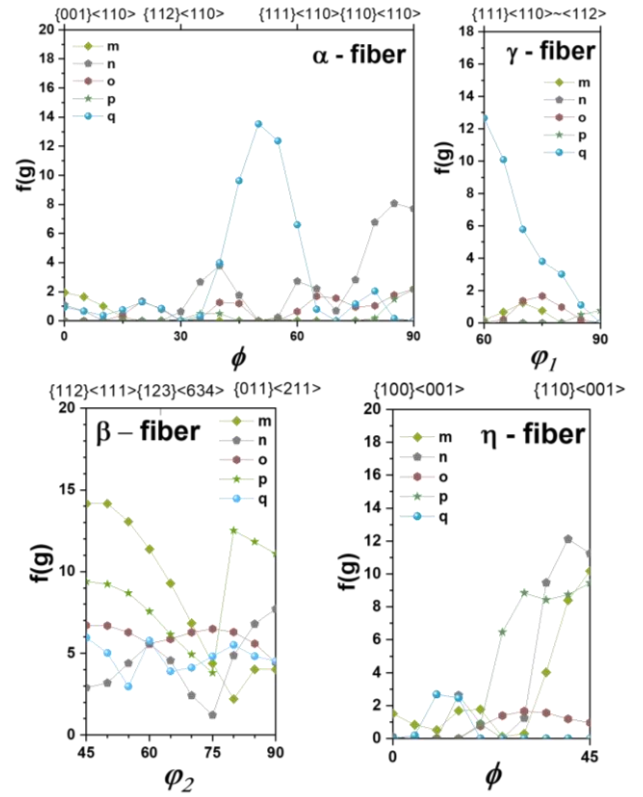 {001}<110> {112}<110> {111}<110> {110}<110>
α - fiber
m
n
o
p
q
f(g)
20
18
16
14
12
10
8
6
4
2
0
0 30 60 90
ϕ
{111}<110>~<112>
γ - fiber
m
n
o
p
q
f(g)
18
16
14
12
10
8
6
4
2
0
60 90
φ1
{112}<111> {123}<634> {011}<211>
β – fiber
m
n
o
p
q
f(g)
20
15
10
5
0
45 60 75 90
φ2
{100}<001> {110}<001>
η - fiber
m
n
o
p
q
f(g)
20
18
16
14
12
10
8
6
4
2
0
0 45
ϕ